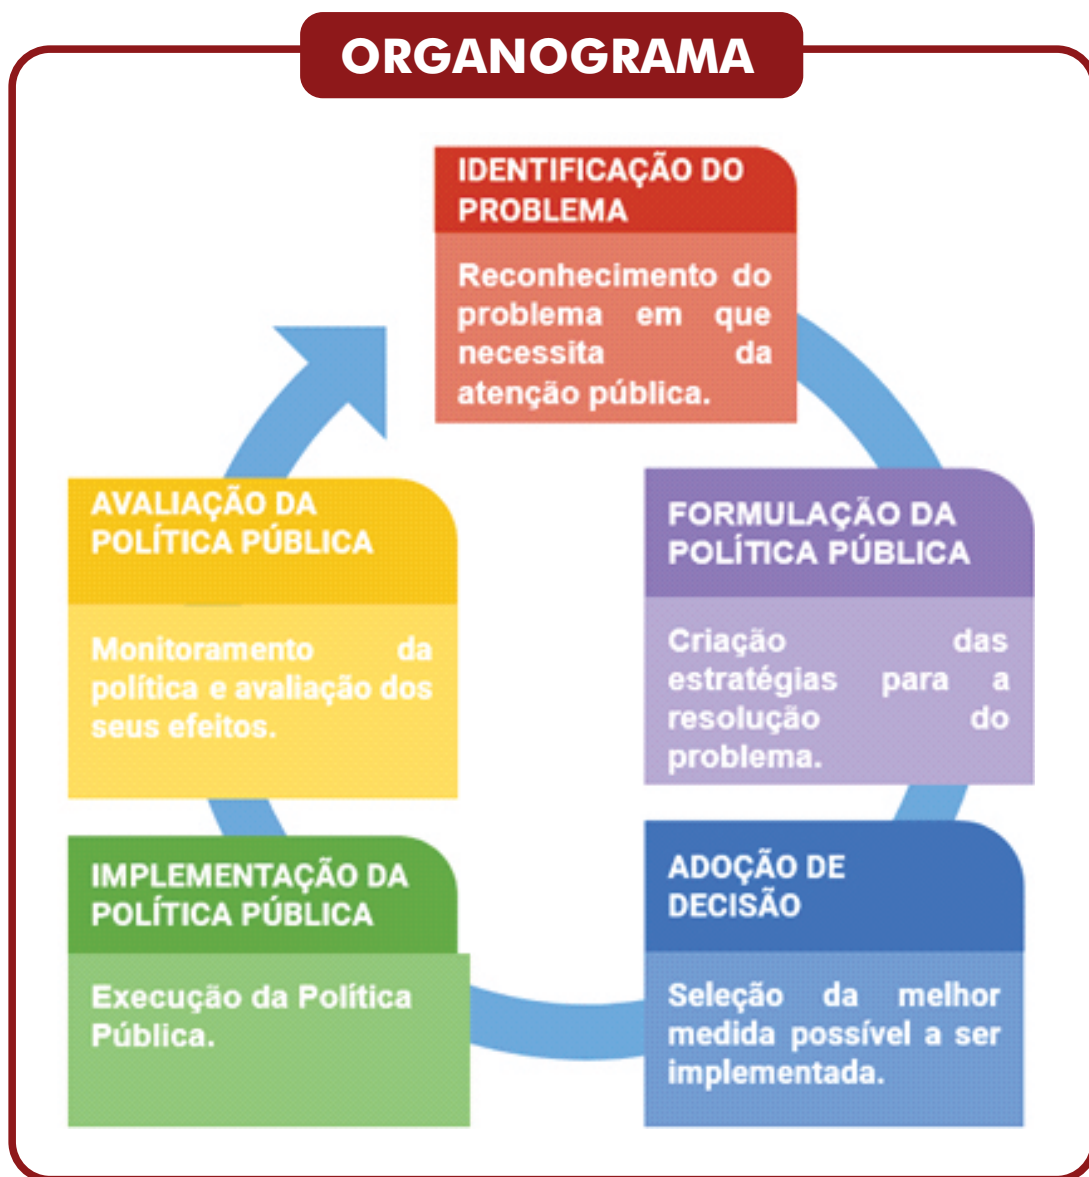 ORGANOGRAMA
IDENTIFICAÇÃO DO
PROBLEMA
Reconhecimento do
problema em que
necessita da
atenção pública.
FORMULAÇÃO DA
POLÍTICA PÚBLICA
Criação das
estratégias para a
resolução do
problema.
ADOÇÃO DE
DECISÃO
Seleção da melhor
medida possível a ser
implementada.
IMPLEMENTAÇÃO DA
POLÍTICA PÚBLICA
Execução da Política
Pública.
AVALIAÇÃO DA
POLÍTICA PÚBLICA
Monitoramento da
política e avaliação dos
seus efeitos.